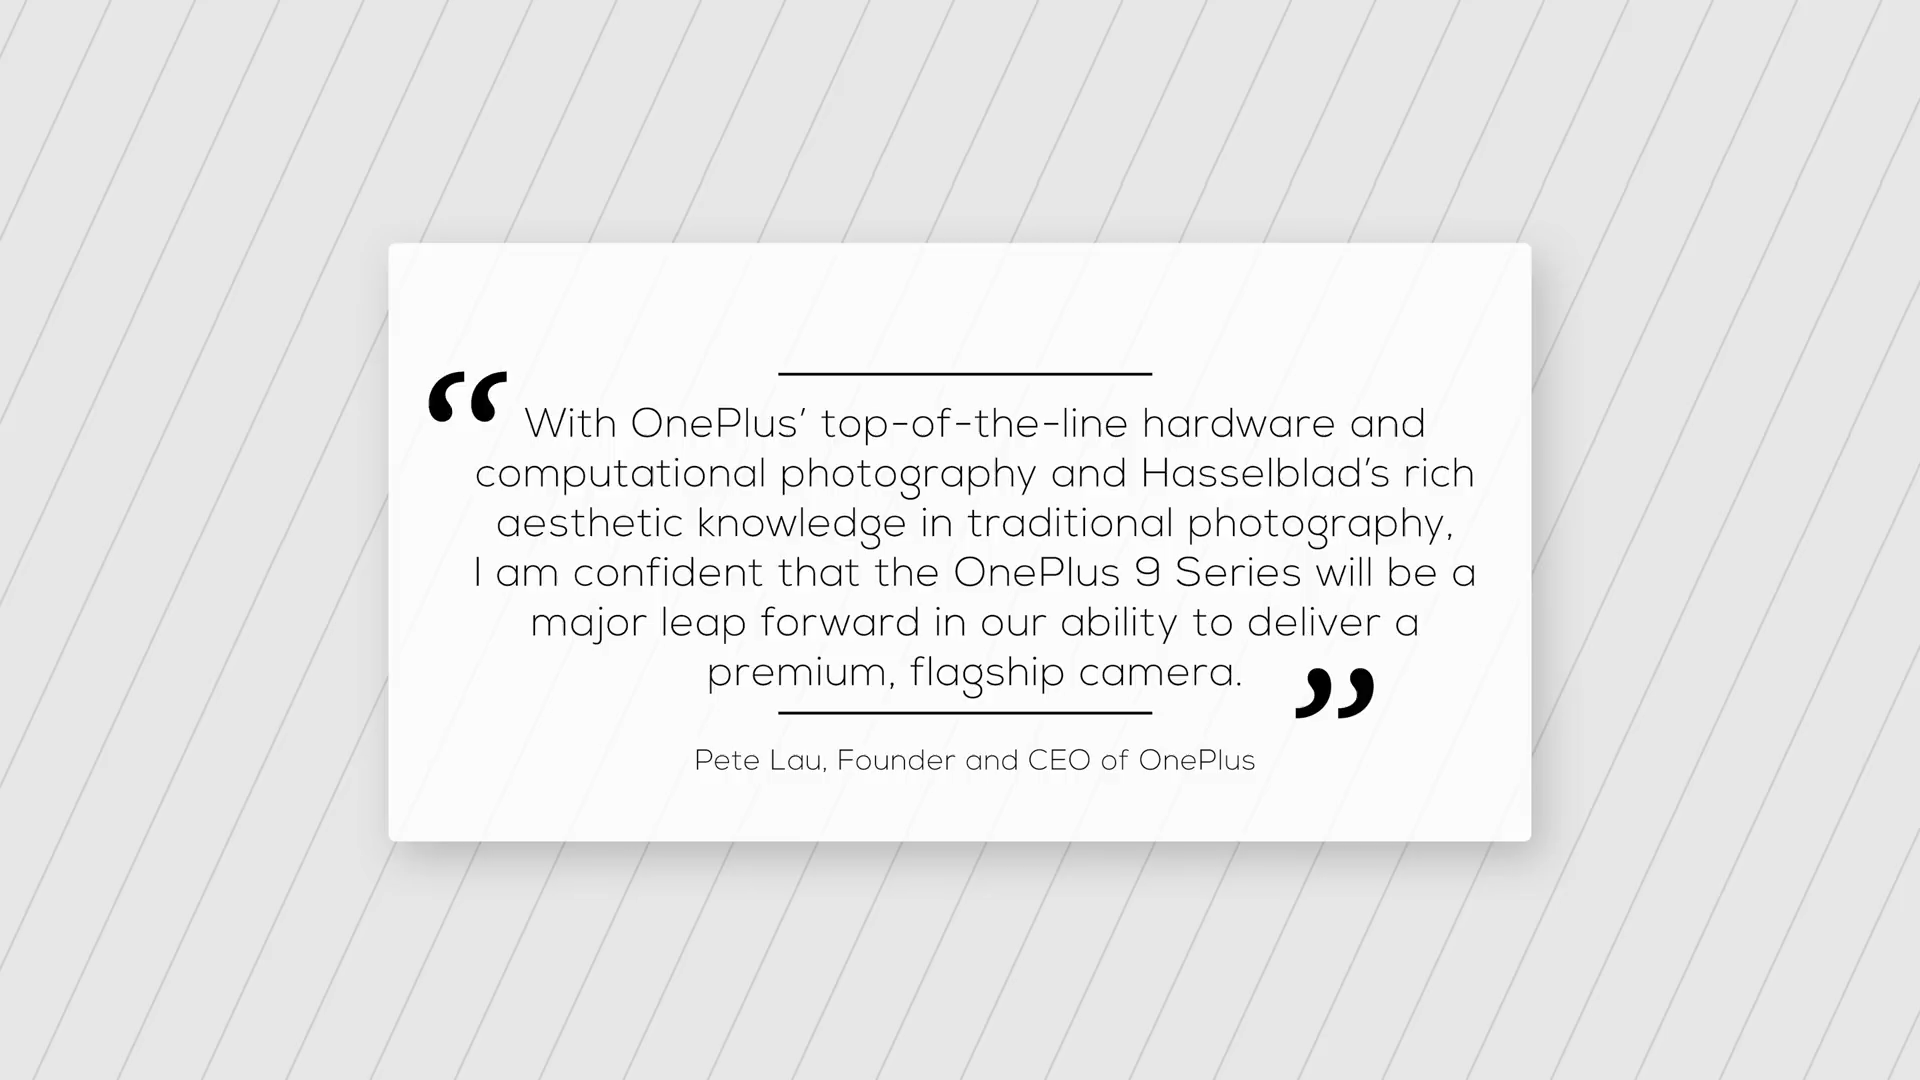 “With OnePlus’ top-of-the-line hardware and
computational photography and Hasselblad’s rich
aesthetic knowledge in traditional photography,
I am confident that the OnePlus 9 Series will be a
major leap forward in our ability to deliver a
premium, flagship camera.”
Pete Lau, Founder and CEO of OnePlus